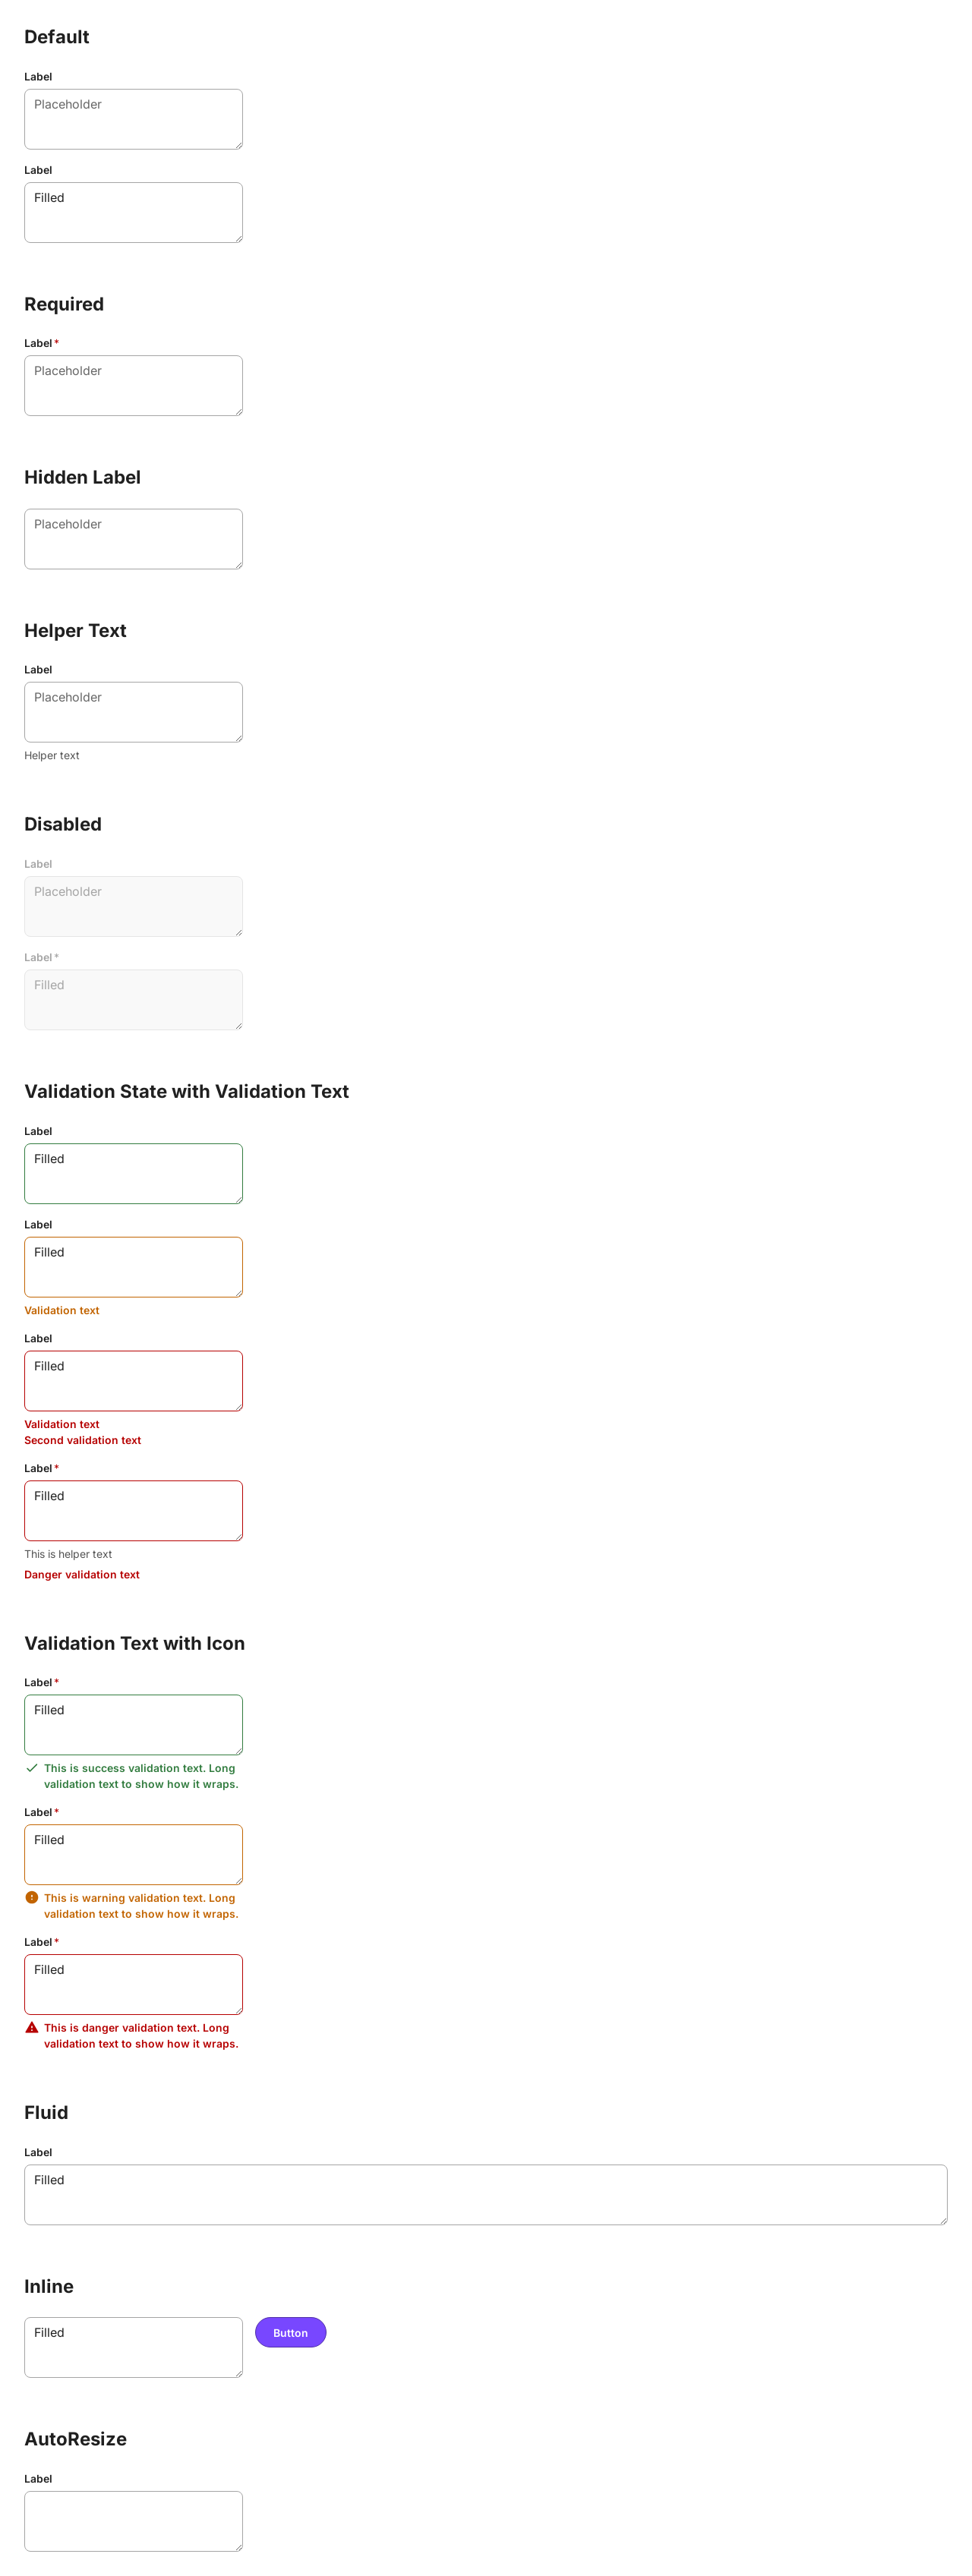 Default
Label
Placeholder
Label
Filled
Required
Label *
Placeholder
Hidden Label
Placeholder
Helper Text
Label
Placeholder
Helper text
Disabled
Label
Placeholder
Label *
Filled
Validation State with Validation Text
Label
Filled
Label
Filled
Validation text
Label
Filled
Validation text
Second validation text
Label *
Filled
This is helper text
Danger validation text
Validation Text with Icon
Label *
Filled
This is success validation text. Long
validation text to show how it wraps.
Label *
Filled
This is warning validation text. Long
validation text to show how it wraps.
Label *
Filled
This is danger validation text. Long
validation text to show how it wraps.
Fluid
Label
Filled
Inline
Filled
Button
AutoResize
Label